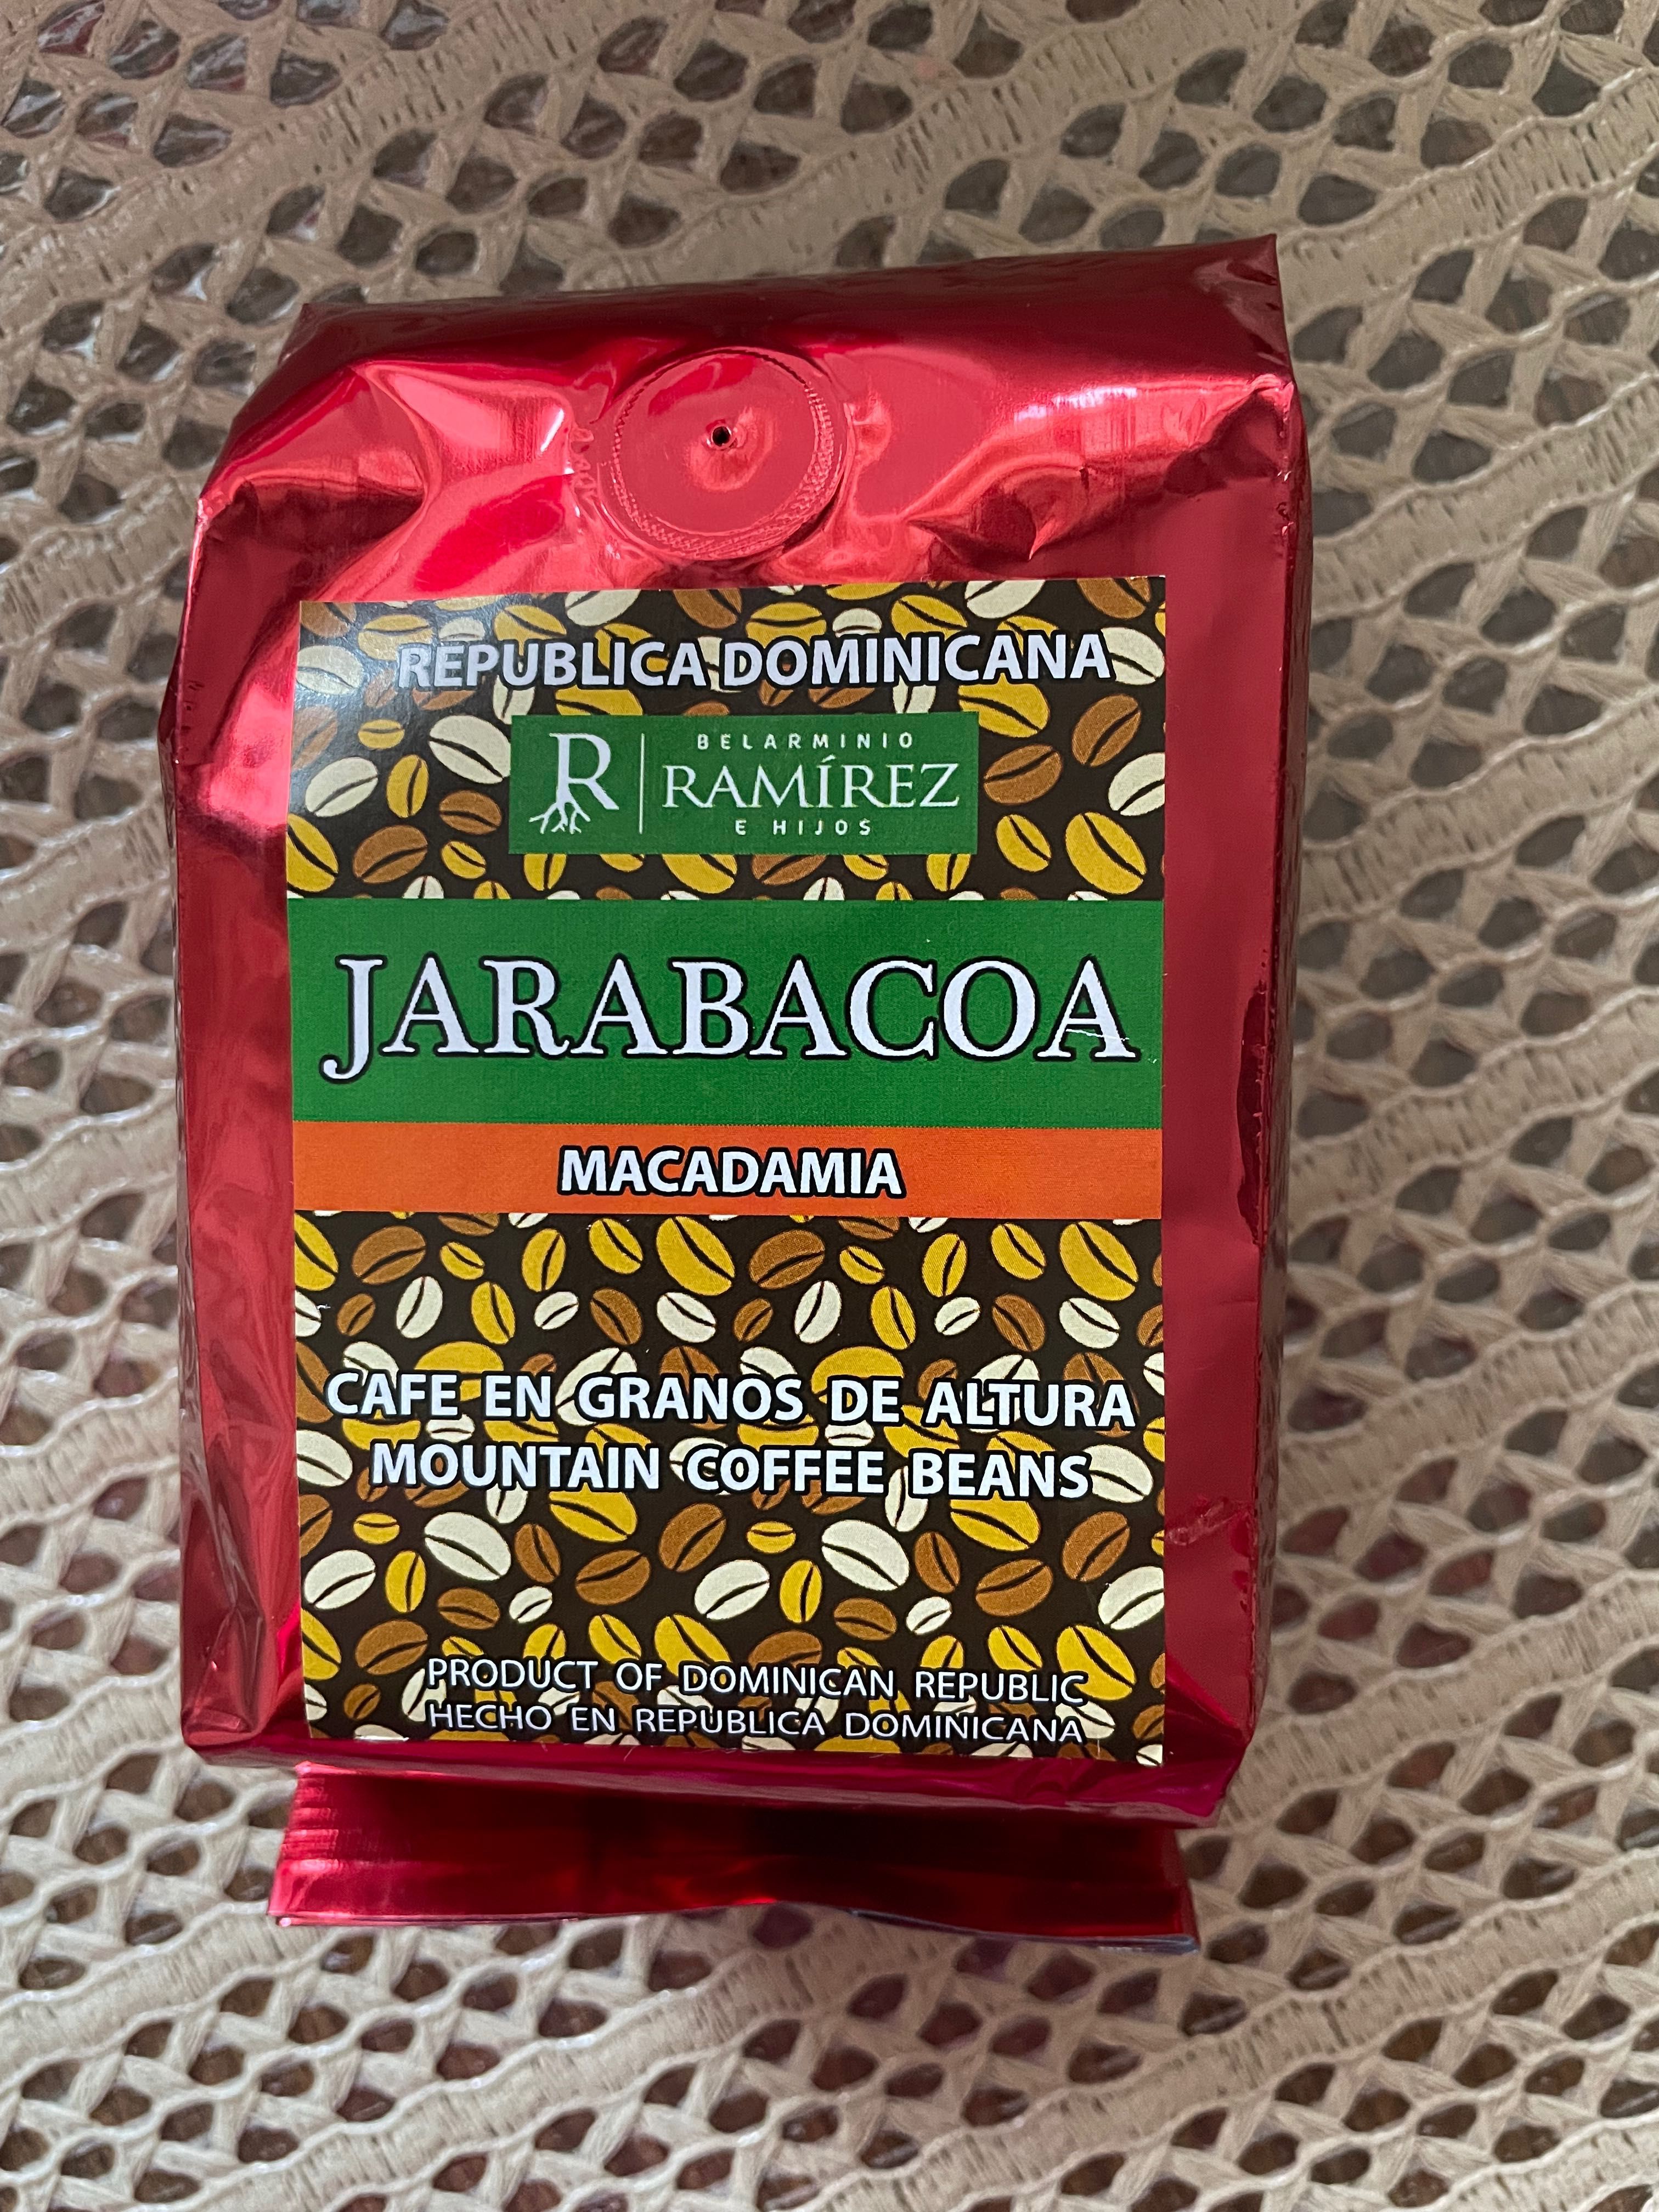 REPUBLICA DOMINICANA
R
BELARMINIO
RAMÍREZ
E HIJOS
JARABACOA
MACADAMIA
CAFE EN GRANOS DE ALTURA
MOUNTAIN COFFEE BEANS
PRODUCT OF DOMINICAN REPUBLIC
HECHO EN REPÚBLICA DOMINICANA